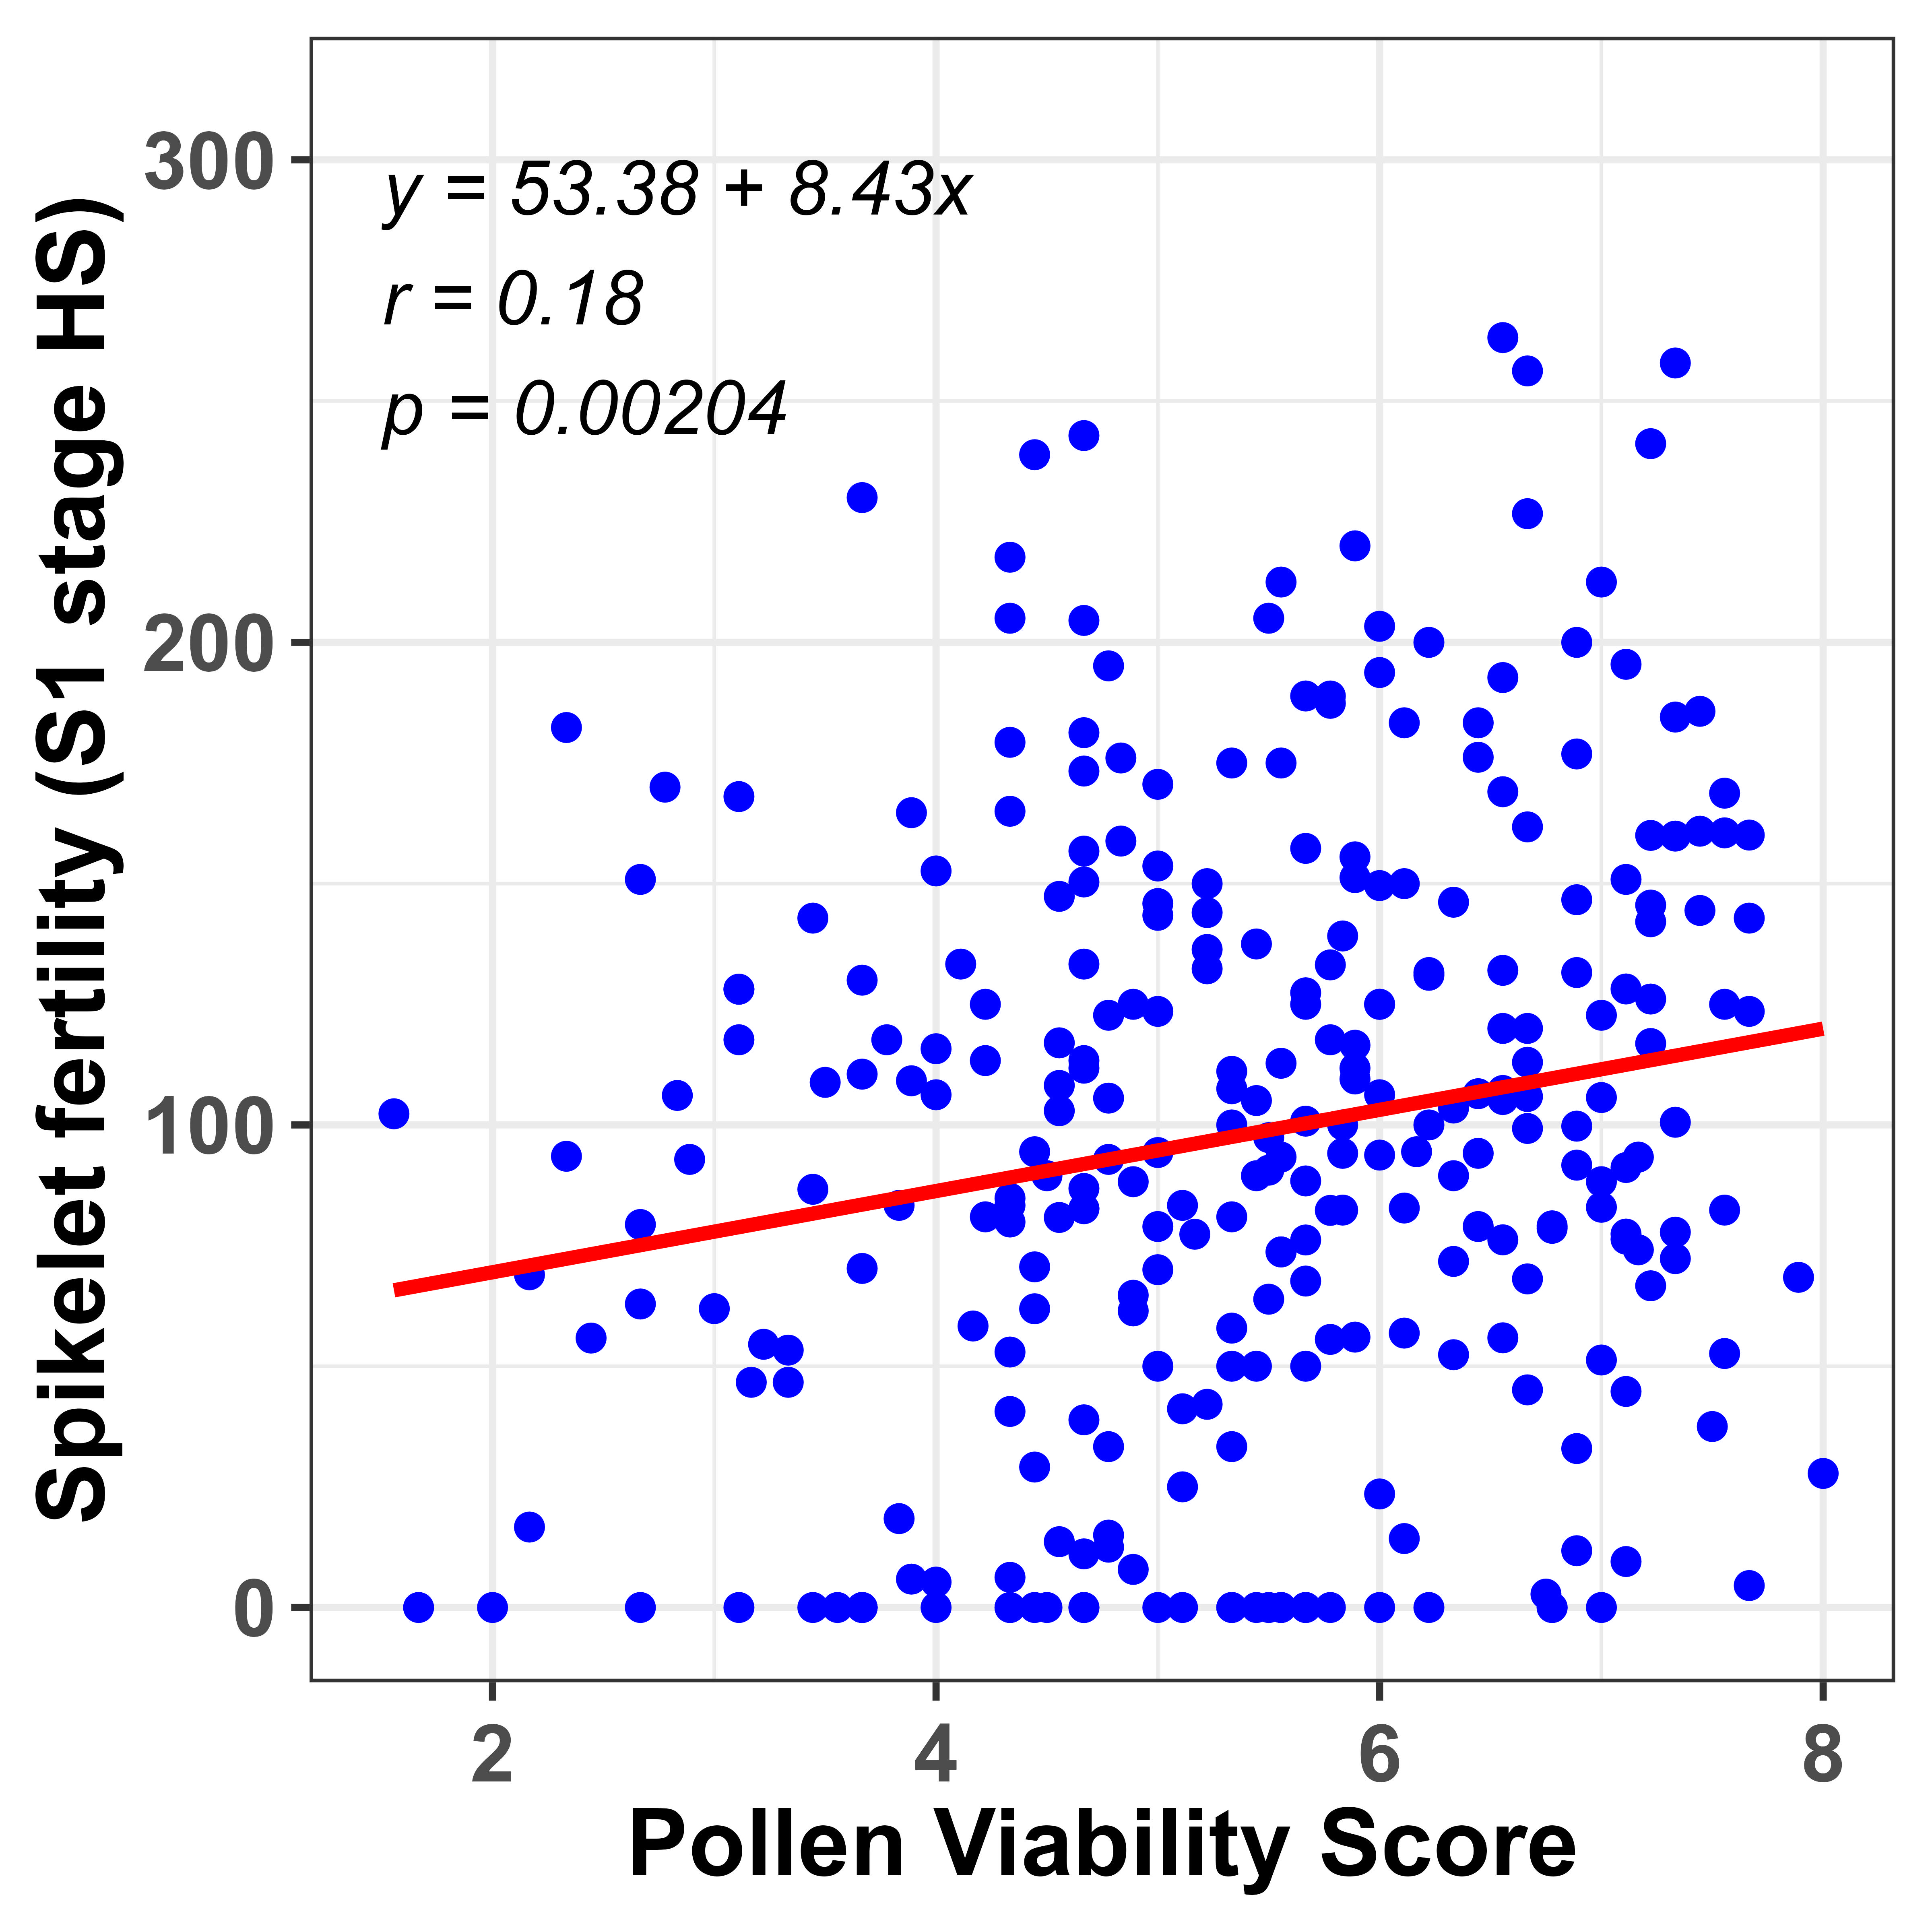 y = 53.38 + 8.43x
r = 0.18
p = 0.00204
300
200
100
0
Spikelet fertility (S1 stage HS)
2 4 6 8
Pollen Viability Score